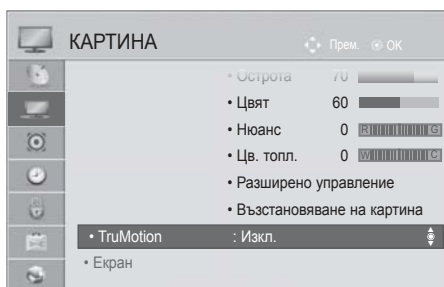 КАРТИНА Прем. OK
• Острота 70
• Цвят 60
• Нюанс 0 R G
• Цв. топл. 0 W C
• Разширено управление
• Възстановяване на картина
• TruMotion : Изкл.
• Екран